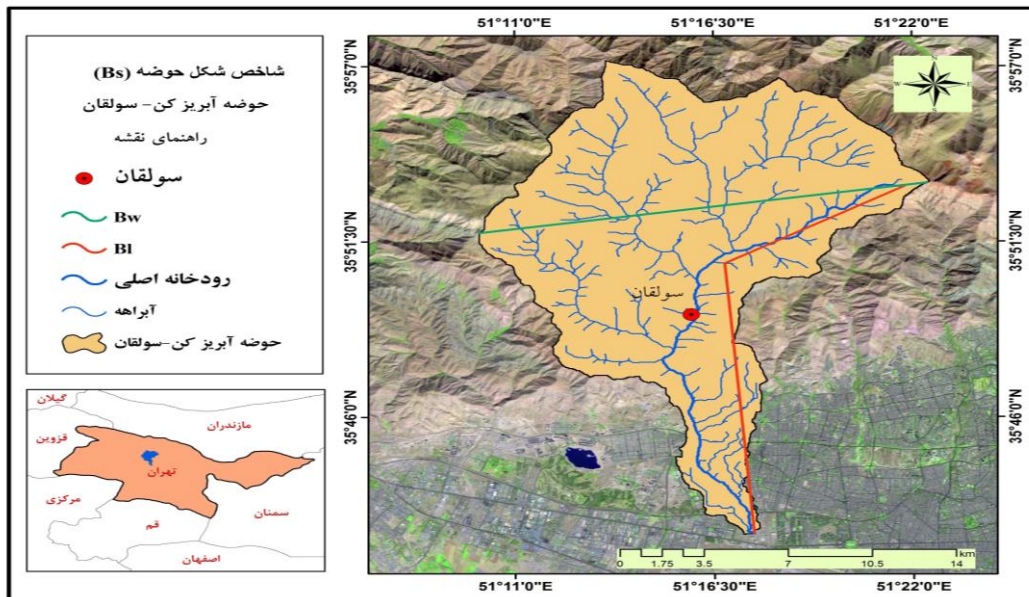 51°11'0"E
51°16'30"E
51°22'0"E
شاخص شکل حوضه (Bs)
حوضه آبریز کن- سولقان
راهنمای نقشه
سولقان
Bw
Bl
رودخانه اصلی
آبراهه
حوضه آبریز کن-سولقان
35°57'0"N
35°51'30"N
35°46'0"N
N
W
E
S
سولقان
35°57'0"N
35°51'30"N
35°46'0"N
گیلان
مازندران
قزوین
تهران
مرکزی
سمنان
قم
اصفهان
km
0 1.75 3.5 7 10.5 14
51°11'0"E
51°16'30"E
51°22'0"E